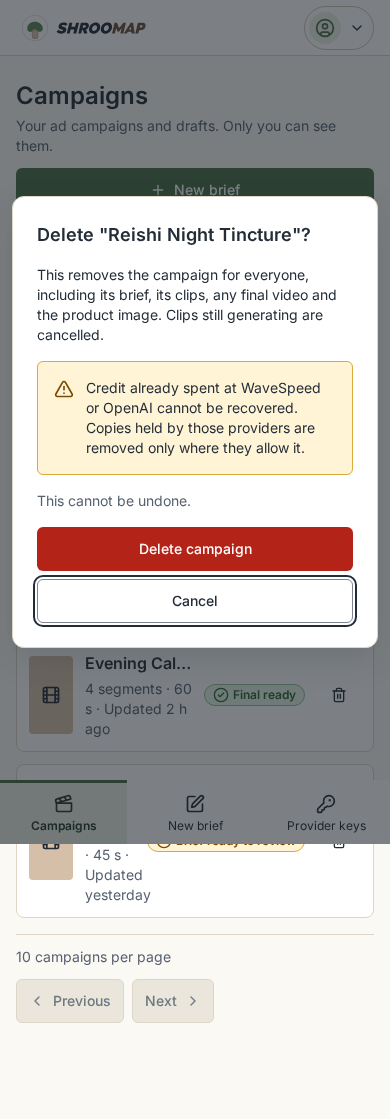 SHROOMAP
Campaigns
Your ad campaigns and drafts. Only you can see
them.
New brief
Delete "Reishi Night Tincture"?
This removes the campaign for everyone,
including its brief, its clips, any final video and
the product image. Clips still generating are
cancelled.
Credit already spent at WaveSpeed
or OpenAI cannot be recovered.
Copies held by those providers are
removed only where they allow it.
This cannot be undone.
Delete campaign
Cancel
Evening Cal...
4 segments · 60
s · Updated 2 h
ago
Final ready
Campaigns
New brief
Provider keys
· 45 s ·
Updated
yesterday
10 campaigns per page
Previous
Next